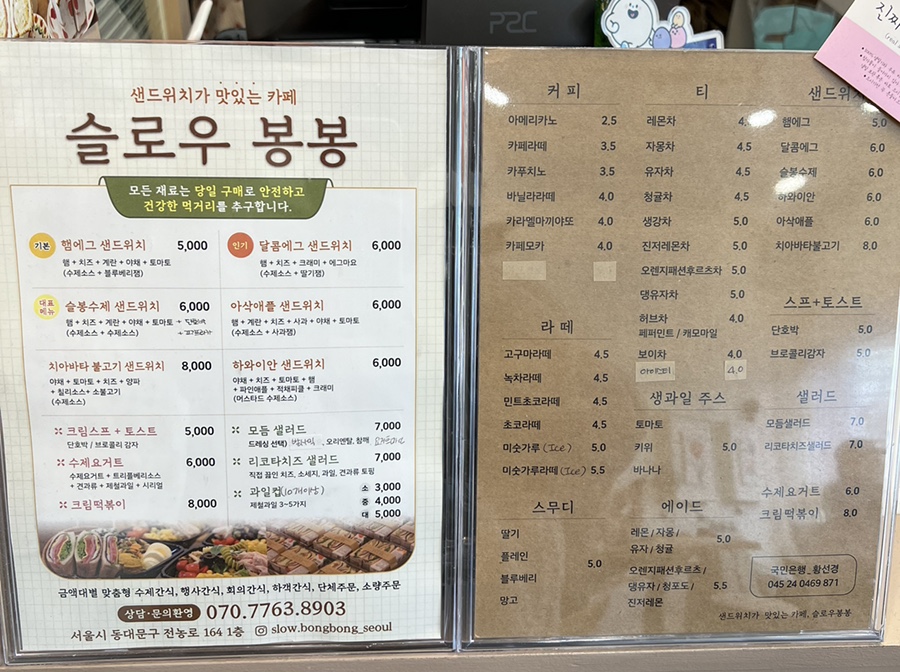 P2C
샌드위치가 맛있는 카페
슬로우 봉봉
모든 재료는 당일 구매로 안전하고
건강한 먹거리를 추구합니다.
기본 햄에그 샌드위치 5,000
햄 + 치즈 + 계란 + 야채 + 토마토
(수제소스 + 블루베리잼)
인기 달콤에그 샌드위치 6,000
햄 + 치즈 + 크래미 + 에그마요
(수제소스 + 딸기잼)
대표
메뉴
슬봉수제 샌드위치 6,000
햄 + 치즈 + 계란 + 야채 + 토마토
(수제소스 + 수제소스)
아삭애플 샌드위치 6,000
햄 + 계란 + 치즈 + 사과 + 야채 + 토마토
(수제소스 + 사과잼)
치아바타 불고기 샌드위치 8,000
야채 + 토마토 + 치즈 + 양파
+ 칠리소스+ 소불고기
(수제소스)
하와이안 샌드위치 6,000
야채 + 치즈 + 토마토 + 햄
+ 파인애플 + 적채피클 + 크래미
(머스타드 수제소스)
크림스프 + 토스트 5,000
단호박 / 브로콜리 감자
수제요거트 6,000
수제요거트 + 트리플베리소스
+ 견과류 + 제철과일 + 시리얼
크림떡볶이 8,000
모듬 샐러드 7,000
드레싱 선택) 오리엔탈, 참깨
리코타치즈 샐러드 7,000
직접 끓인 치즈, 소세지, 과일, 견과류 토핑
과일컵(10개이상) 소 3,000
제철과일 3~5가지 중 4,000
대 5,000
금액대별 맞춤형 수제간식, 행사간식, 회의간식, 하객간식, 단체주문, 소량주문
상담·문의환영 070.7763.8903
서울시 동대문구 전농로 164 1층 slow.bongbong_seoul
커피
아메리카노 2,5
카페라떼 3.5
카푸치노 3.5
바닐라라떼 4.0
카라멜마끼야또 4.0
카페모카 4.0
라떼
고구마라떼 4.5
녹차라떼 4.5
민트초코라떼 4.5
초코라떼 4.5
미숫가루 (Ice) 5.0
미숫가루라떼 (Ice) 5.5
스무디
딸기
플레인
블루베리
망고
5.0
티
레몬차
자몽차 4.5
유자차 4.5
청귤차 4.5
생강차 5.0
진저레몬차 5.0
오렌지패션후르츠차 5.0
댕유자차 5.0
허브차 4.0
페퍼민트 / 캐모마일
보이차 4.0
아이스티 4.0
생과일 주스
토마토
키위 5.0
바나나
에이드
레몬 / 자몽 /
유자 / 청귤
5.0
오렌지패션후르츠 /
댕유자 / 청포도 /
진저레몬
5.5
샌드위치
햄에그 5.0
달콤에그 6.0
슬봉수제 6,0
하와이안 6,0
아삭애플 6.0
치아바타불고기 8,0
스프+토스트
단호박 5.0
브로콜리감자 5.0
샐러드
모듬샐러드 7,0
리코타치즈샐러드 7,0
수제요거트 6,0
크림떡볶이 8,0
국민은행_황선경
045 24 0469 871
샌드위치가 맛있는 카페, 슬로우봉봉